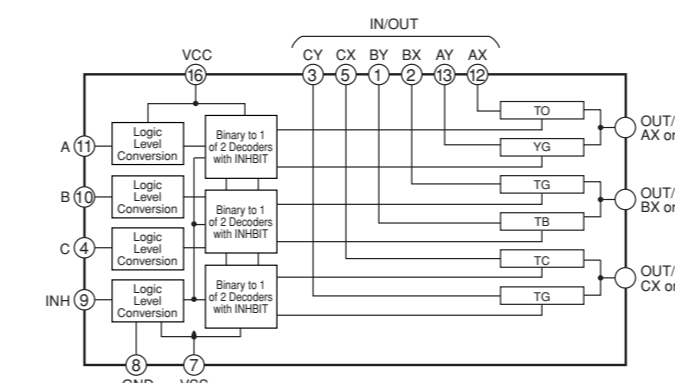 IN/OUT
VCC CY CX BY BX AY AX
16 3 5 1 2 13 12
TO
OUT/
AX or
A 11
Logic
Level
Conversion
Binary to 1
of 2 Decoders
with INHBIT
YG
TG
OUT/
BX or
B 10
Logic
Level
Conversion
Binary to 1
of 2 Decoders
with INHBIT
TB
C 4
Logic
Level
Conversion
TC
OUT/
CX or
INH 9
Logic
Level
Conversion
Binary to 1
of 2 Decoders
with INHBIT
TG
8 7
GND VSS